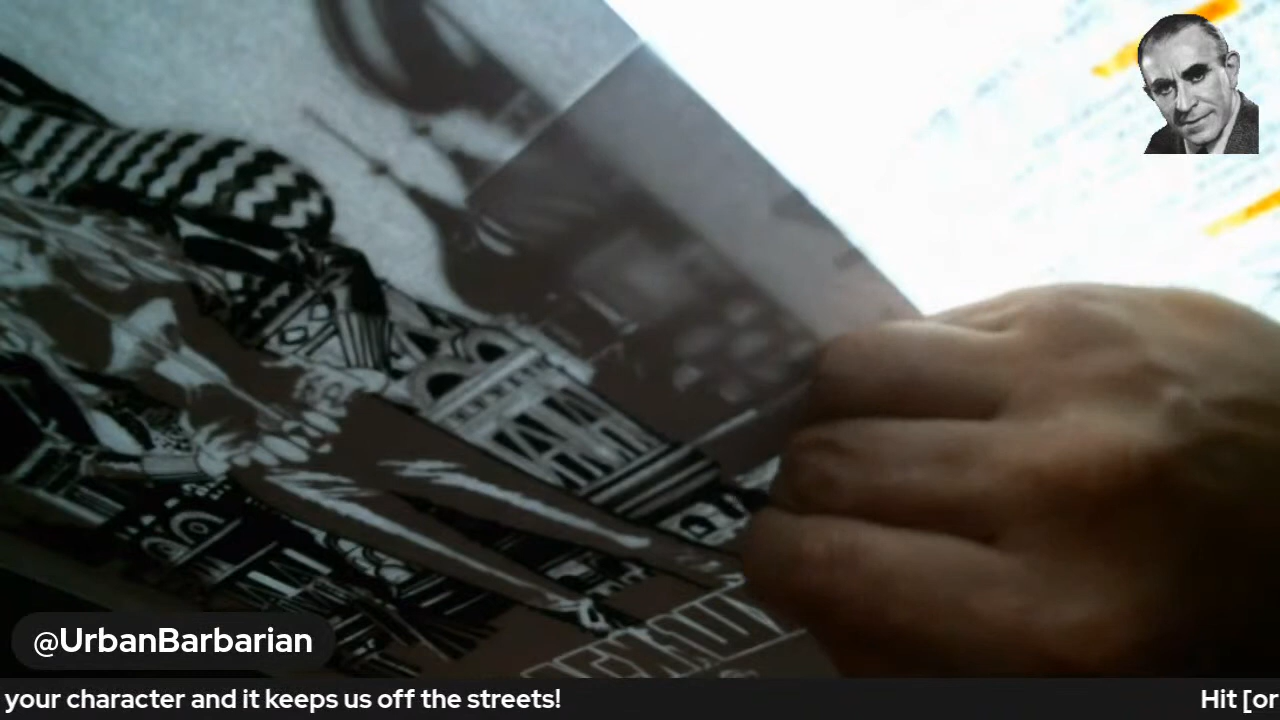 @UrbanBarbarian
your character and it keeps us off the streets!
Hit [or